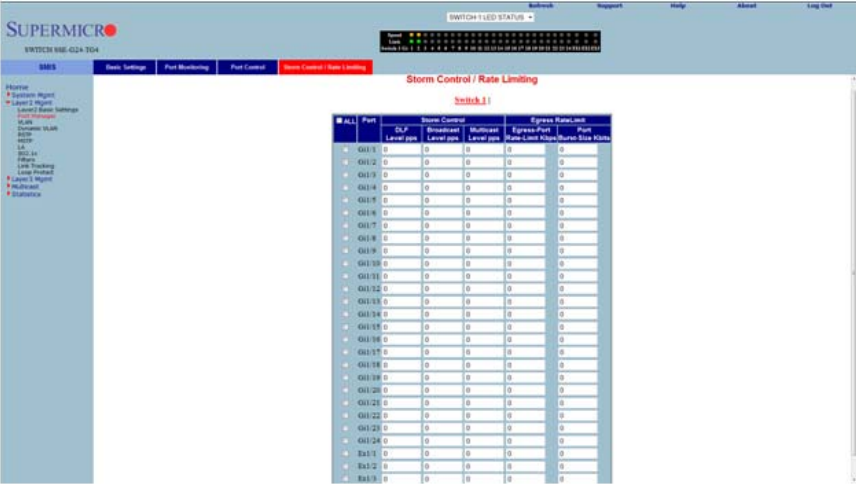 Refresh Support Help About Log Out
SWITCH-1 LED STATUS
SUPERMICRO
SWITCH SSE-G24-TG4
Speed
Link
SMIS
Basic Settings Port Monitoring Port Control Storm Control / Rate Limiting
Storm Control / Rate Limiting
Switch 1 |
Home
System Mgmt
Layer2 Mgmt
Layer2 Basic Settings
Port Manager
VLAN
Dynamic VLAN
RSTP
MSTP
LA
802.1x
Filters
Link Tracking
Loop Protect
Layer3 Mgmt
Multicast
Statistics
ALL Port Storm Control Egress RateLimit
DLF Level pps Broadcast Level pps Multicast Level pps Egress-Port Rate-Limit Kbps Port Burst-Size Kbits
Gi1/1 0 0 0 0 0
Gi1/2 0 0 0 0 0
Gi1/3 0 0 0 0 0
Gi1/4 0 0 0 0 0
Gi1/5 0 0 0 0 0
Gi1/6 0 0 0 0 0
Gi1/7 0 0 0 0 0
Gi1/8 0 0 0 0 0
Gi1/9 0 0 0 0 0
Gi1/10 0 0 0 0 0
Gi1/11 0 0 0 0 0
Gi1/12 0 0 0 0 0
Gi1/13 0 0 0 0 0
Gi1/14 0 0 0 0 0
Gi1/15 0 0 0 0 0
Gi1/16 0 0 0 0 0
Gi1/17 0 0 0 0 0
Gi1/18 0 0 0 0 0
Gi1/19 0 0 0 0 0
Gi1/20 0 0 0 0 0
Gi1/21 0 0 0 0 0
Gi1/22 0 0 0 0 0
Gi1/23 0 0 0 0 0
Gi1/24 0 0 0 0 0
Ex1/1 0 0 0 0 0
Ex1/2 0 0 0 0 0
Ex1/3 0 0 0 0 0